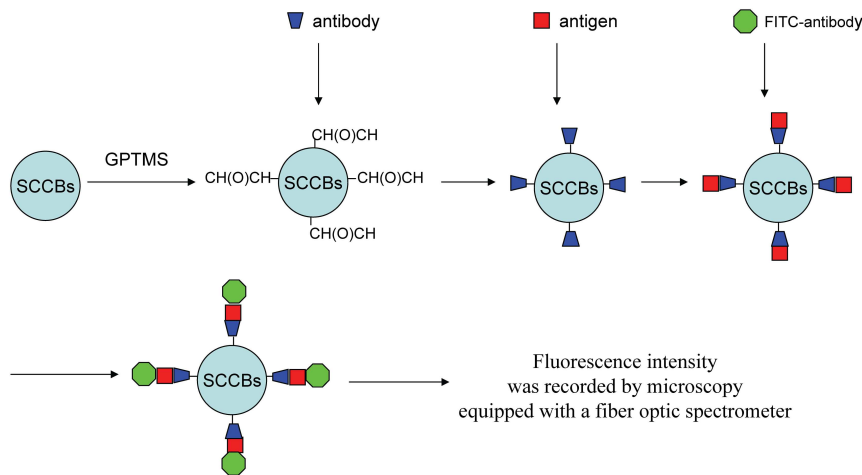 antibody
antigen
FITC-antibody
GPTMS
SCCBs
CH(O)CH
CH(O)CH
SCCBs
CH(O)CH
CH(O)CH
SCCBs
SCCBs
SCCBs
Fluorescence intensity
was recorded by microscopy
equipped with a fiber optic spectrometer